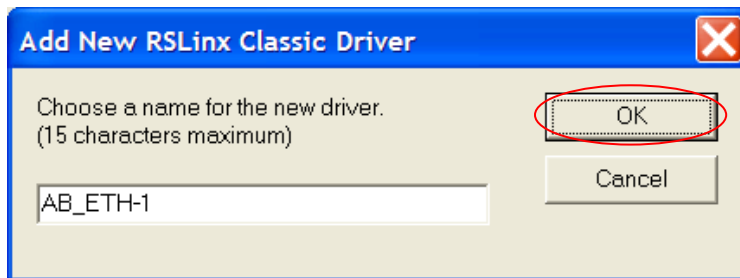 Add New RSLinx Classic Driver
Choose a name for the new driver.
(15 characters maximum)
OK
Cancel
AB_ETH-1